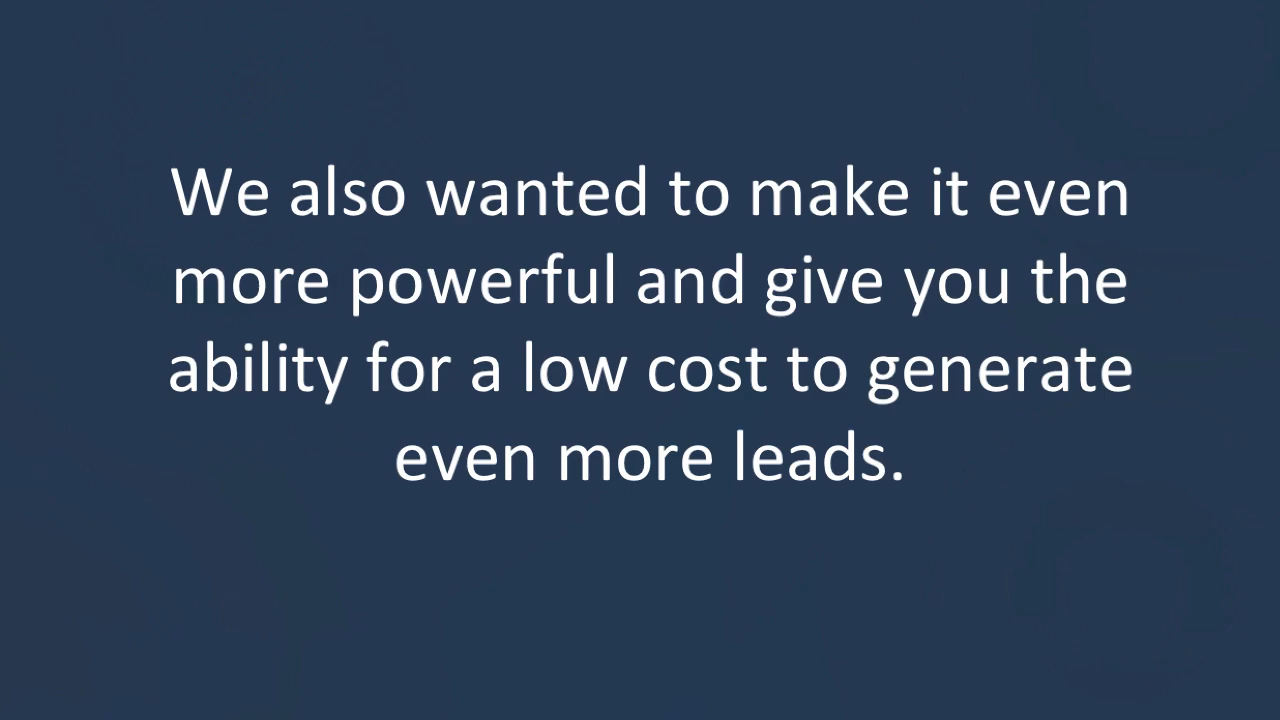 We also wanted to make it even
more powerful and give you the
ability for a low cost to generate
even more leads.